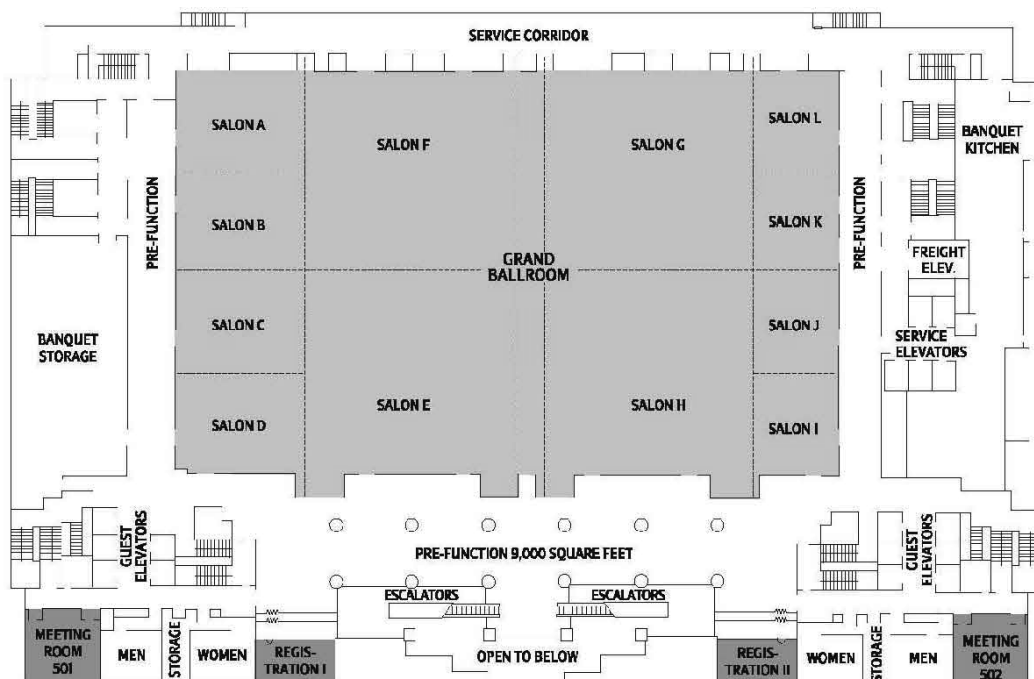 SERVICE CORRIDOR
SALON A
SALON F
SALON G
SALON L
BANQUET
KITCHEN
PRE-FUNCTION
SALON B
GRAND
BALLROOM
SALON K
PRE-FUNCTION
FREIGHT
ELEV.
BANQUET
STORAGE
SALON C
SALON J
SERVICE
ELEVATORS
SALON D
SALON E
SALON H
SALON I
GUEST
ELEVATORS
PRE-FUNCTION 9,000 SQUARE FEET
GUEST
ELEVATORS
ESCALATORS
ESCALATORS
MEETING
ROOM
501
MEN
STORAGE
WOMEN
REGIS-
TRATION I
OPEN TO BELOW
REGIS-
TRATION II
WOMEN
STORAGE
MEN
MEETING
ROOM
502